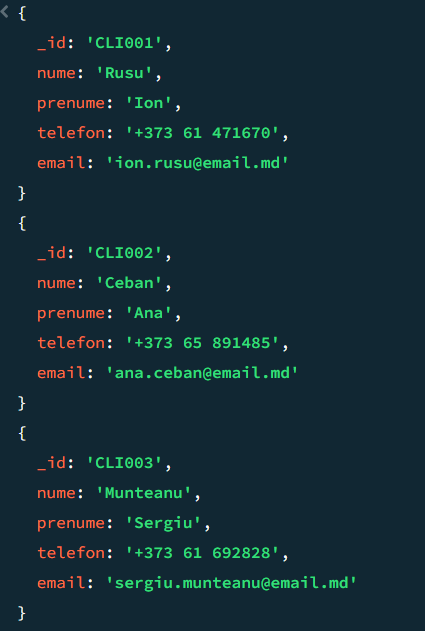 {
_id: 'CLI001',
nume: 'Rusu',
prenume: 'Ion',
telefon: '+373 61 471670',
email: 'ion.rusu@email.md'
}
{
_id: 'CLI002',
nume: 'Ceban',
prenume: 'Ana',
telefon: '+373 65 891485',
email: 'ana.ceban@email.md'
}
{
_id: 'CLI003',
nume: 'Munteanu',
prenume: 'Sergiu',
telefon: '+373 61 692828',
email: 'sergiu.munteanu@email.md'
}